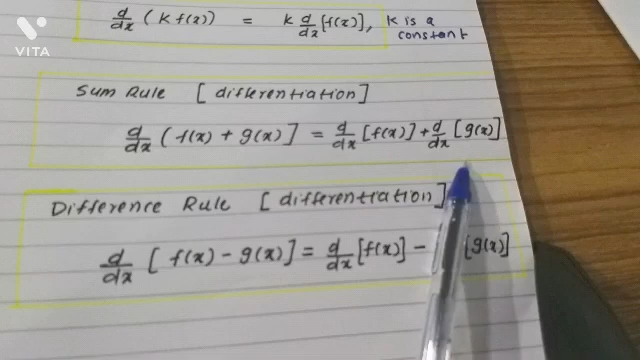 VITA
d/dx (k f(x)) = k d/dx [f(x)], k is a constant
Sum Rule [differentiation]
d/dx (f(x) + g(x)] = d/dx [f(x)] + d/dx [g(x)]
Difference Rule [differentiation]
d/dx [f(x) - g(x)] = d/dx [f(x)] - [g(x)]